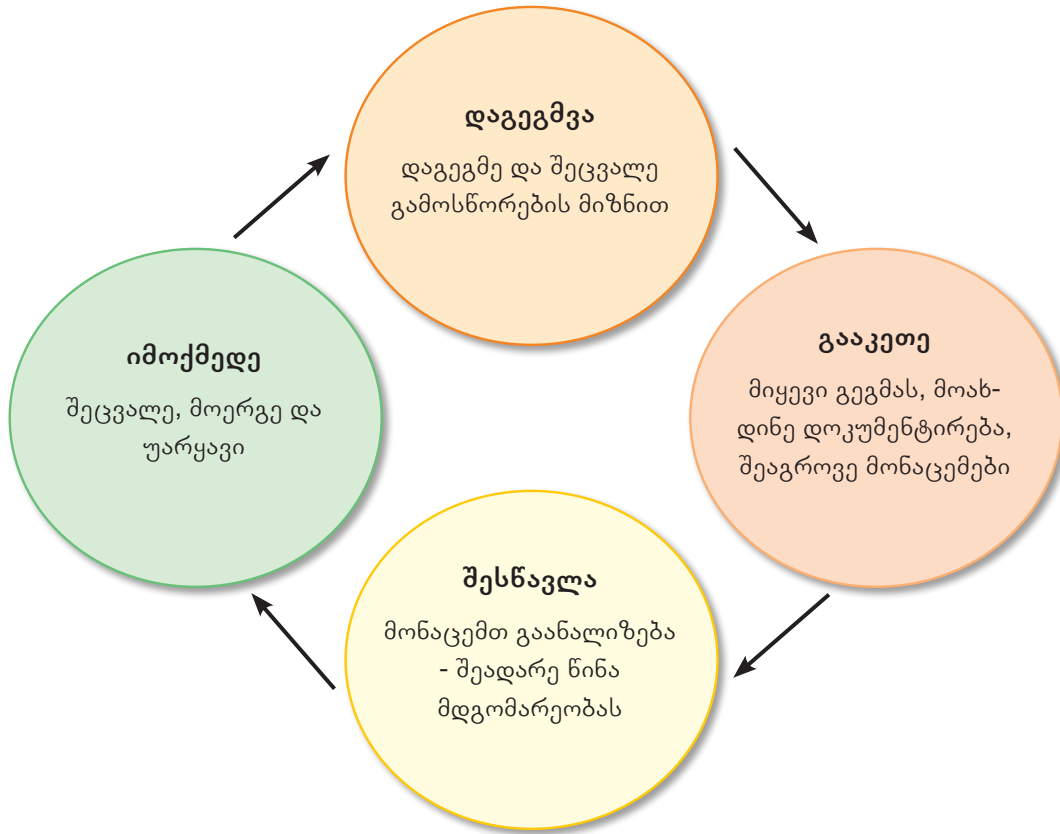 დაგეგმვა
დაგეგმე და შეცვალე
გამოსწორების მიზნით
გააკეთე
მიყევი გეგმას, მოახ-
დინე დოკუმენტირება,
შეაგროვე მონაცემები
შესწავლა
მონაცემთ გაანალიზება
- შეადარე წინა
მდგომარეობას
იმოქმედე
შეცვალე, მოერგე და
უარყავი